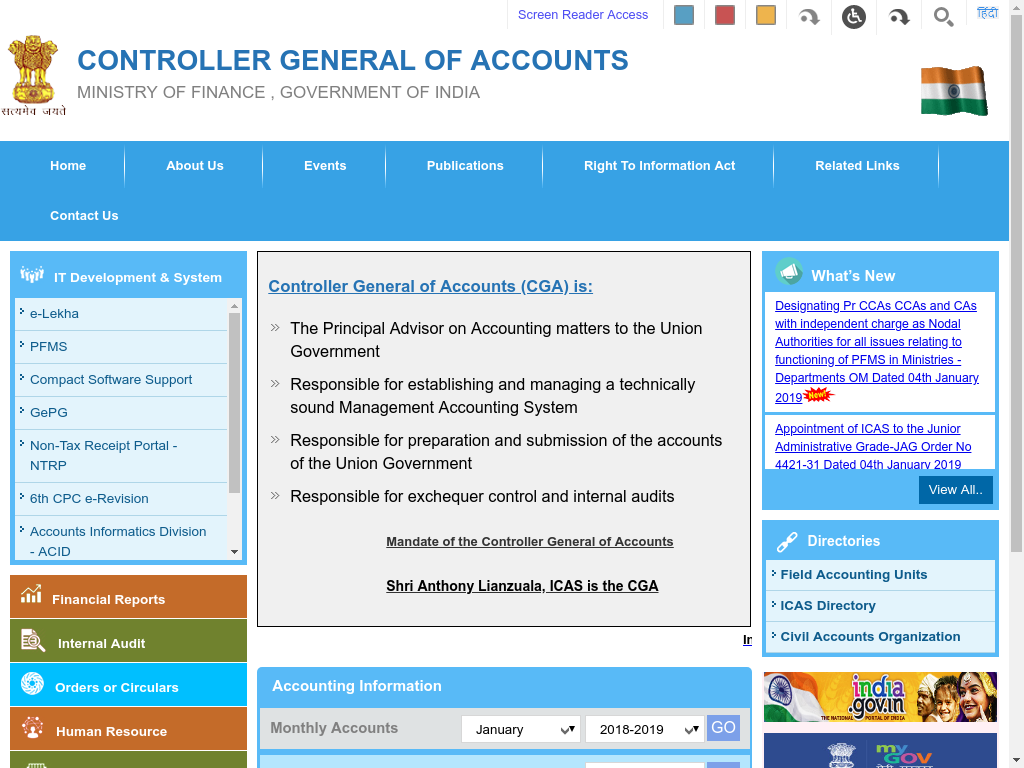 Screen Reader Access
हिंदी
CONTROLLER GENERAL OF ACCOUNTS
MINISTRY OF FINANCE , GOVERNMENT OF INDIA
सत्यमेव जयते
Home
About Us
Events
Publications
Right To Information Act
Related Links
Contact Us
IT Development & System
e-Lekha
PFMS
Compact Software Support
GePG
Non-Tax Receipt Portal -
NTRP
6th CPC e-Revision
Accounts Informatics Division
- ACID
Financial Reports
Internal Audit
Orders or Circulars
Human Resource
Controller General of Accounts (CGA) is:
The Principal Advisor on Accounting matters to the Union
Government
Responsible for establishing and managing a technically
sound Management Accounting System
Responsible for preparation and submission of the accounts
of the Union Government
Responsible for exchequer control and internal audits
Mandate of the Controller General of Accounts
Shri Anthony Lianzuala, ICAS is the CGA
Accounting Information
Monthly Accounts
January
2018-2019
GO
What's New
Designating Pr CCAs CCAs and CAs
with independent charge as Nodal
Authorities for all issues relating to
functioning of PFMS in Ministries -
Departments OM Dated 04th January
2019 New!
Appointment of ICAS to the Junior
Administrative Grade-JAG Order No
4421-31 Dated 04th January 2019
View All..
Directories
Field Accounting Units
ICAS Directory
Civil Accounts Organization
india
.gov.in
THE NATIONAL PORTAL OF INDIA
my
GOV